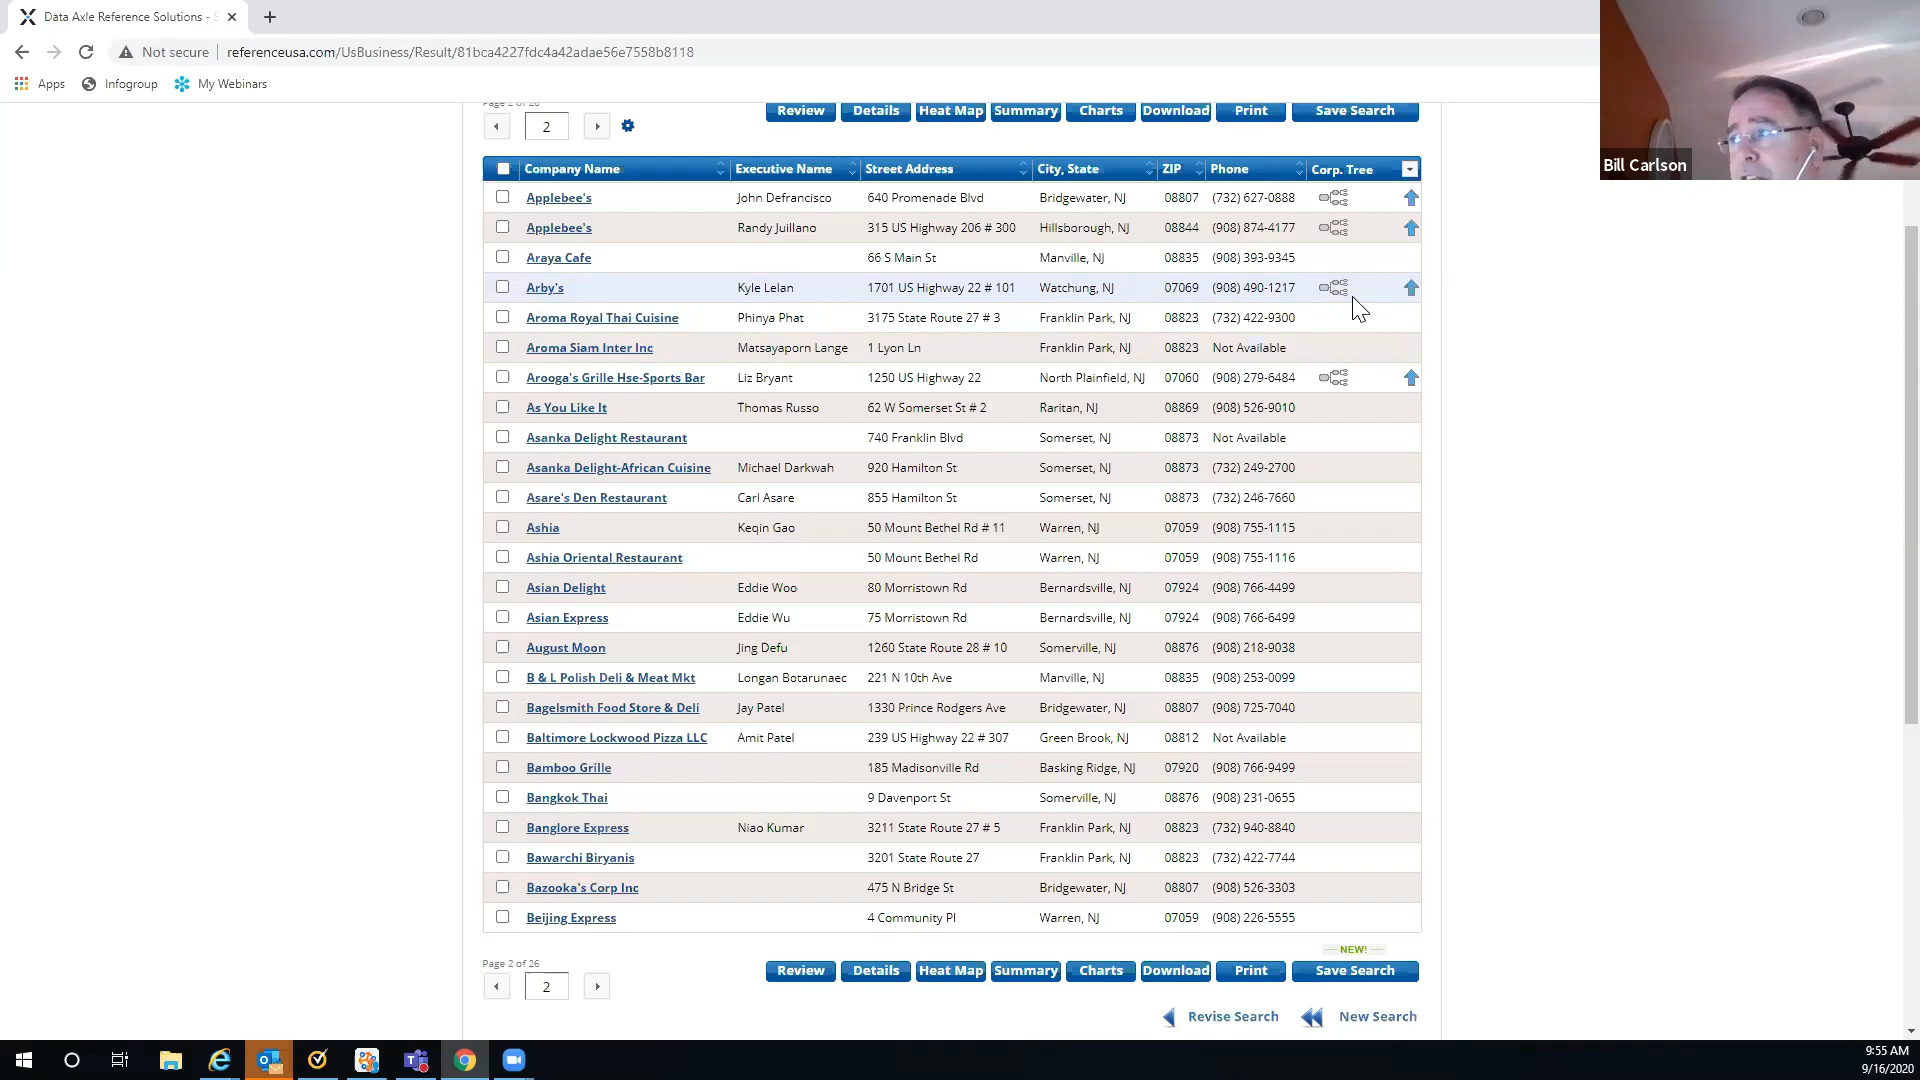 Data Axle Reference Solutions - S
Not secure referenceusa.com/UsBusiness/Result/81bca4227fdc4a42adae56e7558b8118
Apps Infogroup My Webinars
Bill Carlson
Page 2 of 26
2 Review Details Heat Map Summary Charts Download Print Save Search
Company Name Executive Name Street Address City, State ZIP Phone Corp. Tree
Applebee's John Defrancisco 640 Promenade Blvd Bridgewater, NJ 08807 (732) 627-0888
Applebee's Randy Juillano 315 US Highway 206 # 300 Hillsborough, NJ 08844 (908) 874-4177
Araya Cafe 66 S Main St Manville, NJ 08835 (908) 393-9345
Arby's Kyle Lelan 1701 US Highway 22 # 101 Watchung, NJ 07069 (908) 490-1217
Aroma Royal Thai Cuisine Phinya Phat 3175 State Route 27 # 3 Franklin Park, NJ 08823 (732) 422-9300
Aroma Siam Inter Inc Matsayaporn Lange 1 Lyon Ln Franklin Park, NJ 08823 Not Available
Arooga's Grille Hse-Sports Bar Liz Bryant 1250 US Highway 22 North Plainfield, NJ 07060 (908) 279-6484
As You Like It Thomas Russo 62 W Somerset St # 2 Raritan, NJ 08869 (908) 526-9010
Asanka Delight Restaurant 740 Franklin Blvd Somerset, NJ 08873 Not Available
Asanka Delight-African Cuisine Michael Darkwah 920 Hamilton St Somerset, NJ 08873 (732) 249-2700
Asare's Den Restaurant Carl Asare 855 Hamilton St Somerset, NJ 08873 (732) 246-7660
Ashia Keqin Gao 50 Mount Bethel Rd # 11 Warren, NJ 07059 (908) 755-1115
Ashia Oriental Restaurant 50 Mount Bethel Rd Warren, NJ 07059 (908) 755-1116
Asian Delight Eddie Woo 80 Morristown Rd Bernardsville, NJ 07924 (908) 766-4499
Asian Express Eddie Wu 75 Morristown Rd Bernardsville, NJ 07924 (908) 766-6499
August Moon Jing Defu 1260 State Route 28 # 10 Somerville, NJ 08876 (908) 218-9038
B & L Polish Deli & Meat Mkt Longan Botarunaec 221 N 10th Ave Manville, NJ 08835 (908) 253-0099
Bagelsmith Food Store & Deli Jay Patel 1330 Prince Rodgers Ave Bridgewater, NJ 08807 (908) 725-7040
Baltimore Lockwood Pizza LLC Amit Patel 239 US Highway 22 # 307 Green Brook, NJ 08812 Not Available
Bamboo Grille 185 Madisonville Rd Basking Ridge, NJ 07920 (908) 766-9499
Bangkok Thai 9 Davenport St Somerville, NJ 08876 (908) 231-0655
Banglore Express Niao Kumar 3211 State Route 27 # 5 Franklin Park, NJ 08823 (732) 940-8840
Bawarchi Biryanis 3201 State Route 27 Franklin Park, NJ 08823 (732) 422-7744
Bazooka's Corp Inc 475 N Bridge St Bridgewater, NJ 08807 (908) 526-3303
Beijing Express 4 Community Pl Warren, NJ 07059 (908) 226-5555
NEW!
Page 2 of 26
2 Review Details Heat Map Summary Charts Download Print Save Search
Revise Search New Search
9:55 AM
9/16/2020